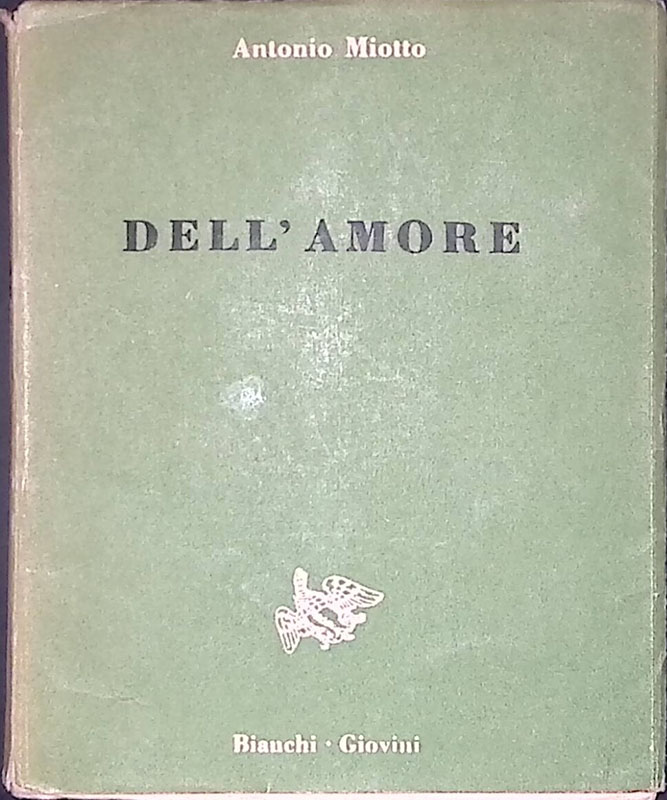 Antonio Miotto
DELL' AMORE
Bianchi · Giovini